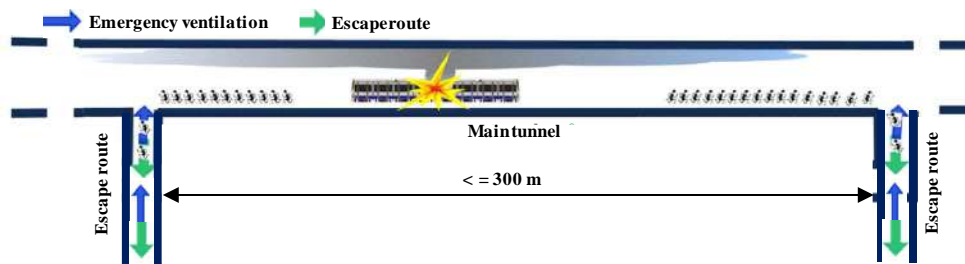 Emergency ventilation
Escaperoute
Maintunnel
< = 300 m
Escape route
Escape route